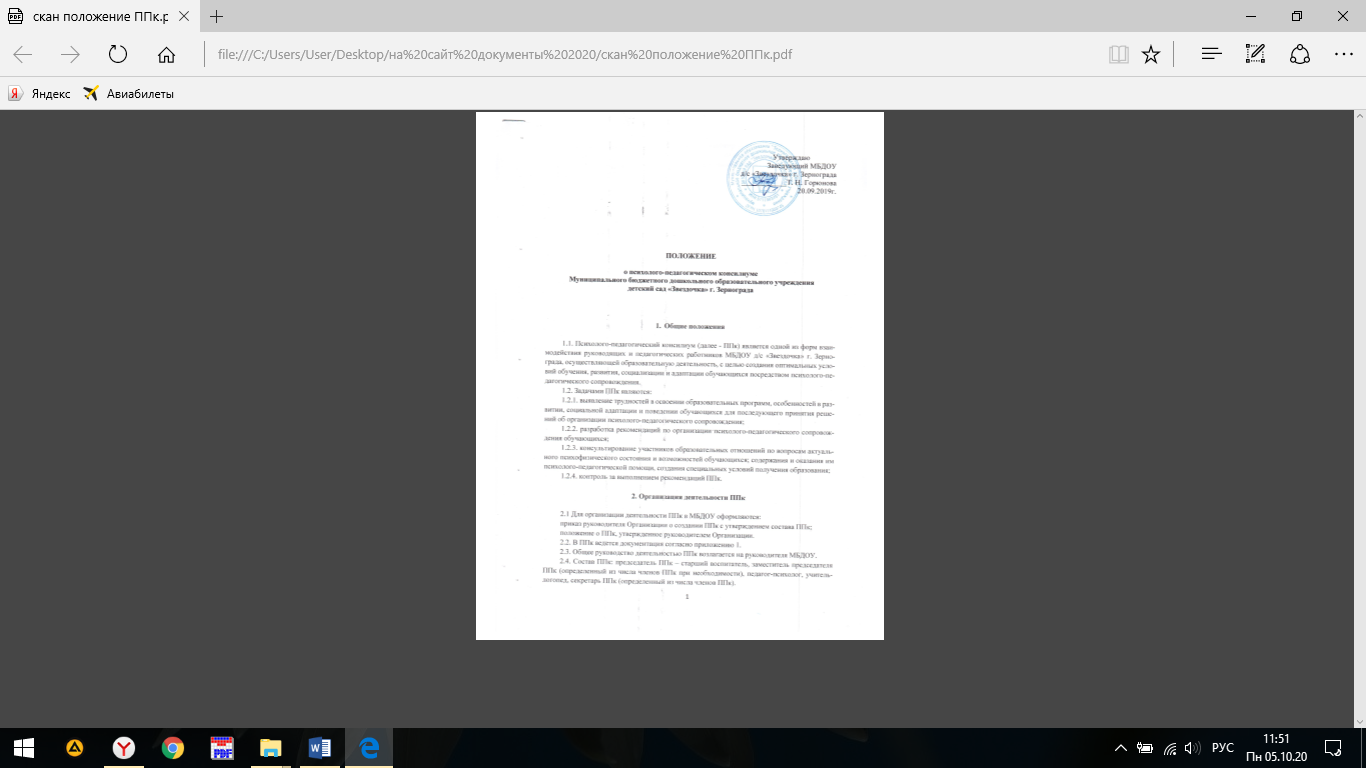 скан положение ППк.р
file:///C:/Users/User/Desktop/на%20сайт%20документы%202020/скан%20положение%20ППк.pdf
Яндекс
Авиабилеты
Утверждаю
Заведующий МБДОУ
д/с «Звездочка» г. Зернограда
Т. Н. Горюнова
20.09.2019г.
ПОЛОЖЕНИЕ
о психолого-педагогическом консилиуме
Муниципального бюджетного дошкольного образовательного учреждения
детский сад «Звездочка» г. Зернограда
1. Общие положения
1.1. Психолого-педагогический консилиум (далее - ППк) является одной из форм взаи-
модействия руководящих и педагогических работников МБДОУ д/с «Звездочка» г. Зерно-
града, осуществляющей образовательную деятельность, с целью создания оптимальных усло-
вий обучения, развития, социализации и адаптации обучающихся посредством психолого-пе-
дагогического сопровождения.
1.2. Задачами ППк являются:
1.2.1. выявление трудностей в освоении образовательных программ, особенностей в раз-
витии, социальной адаптации и поведении обучающихся для последующего принятия реше-
ний об организации психолого-педагогического сопровождения;
1.2.2. разработка рекомендаций по организации психолого-педагогического сопровож-
дения обучающихся;
1.2.3. консультирование участников образовательных отношений по вопросам актуаль-
ного психофизического состояния и возможностей обучающихся; содержания и оказания им
психолого-педагогической помощи, создания специальных условий получения образования;
1.2.4. контроль за выполнением рекомендаций ППк.
2. Организация деятельности ППк
2.1 Для организации деятельности ППк в МБДОУ оформляются:
приказ руководителя Организации о создании ППк с утверждением состава ППк;
положение о ППк, утвержденное руководителем Организации.
2.2. В ППк ведется документация согласно приложению 1.
2.3. Общее руководство деятельностью ППк возлагается на руководителя МБДОУ.
2.4. Состав ППк: председатель ППк – старший воспитатель, заместитель председателя
ППк (определенный из числа членов ППк при необходимости), педагог-психолог, учитель-
логопед, секретарь ППк (определенный из числа членов ППк).
1
РУС
11:51
Пн 05.10.20